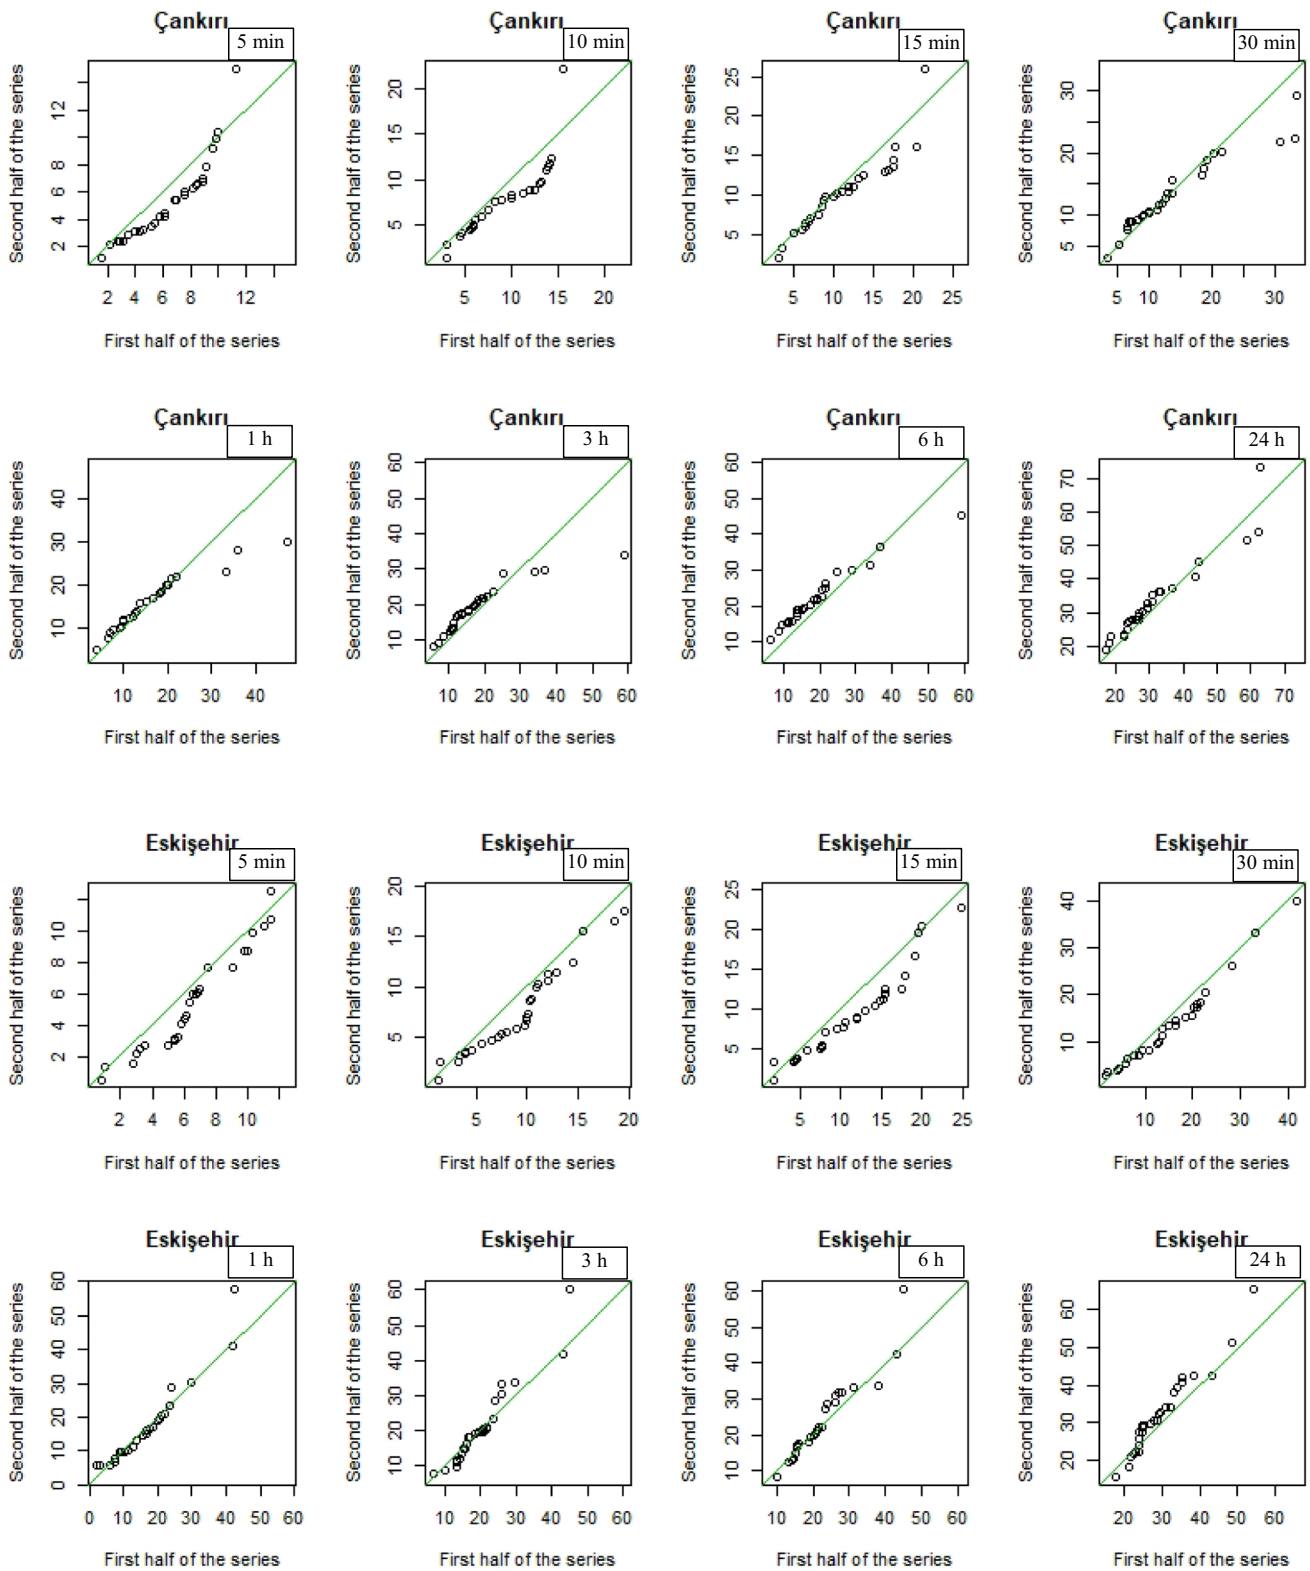 Çankırı
5 min
Second half of the series
12
8
6
4
2
2 4 6 8 12
First half of the series
Çankırı
10 min
Second half of the series
20
15
10
5
5 10 15 20
First half of the series
Çankırı
15 min
Second half of the series
25
20
15
10
5
5 10 15 20 25
First half of the series
Çankırı
30 min
Second half of the series
30
20
10
5
5 10 20 30
First half of the series
Çankırı
1 h
Second half of the series
40
30
20
10
10 20 30 40
First half of the series
Çankırı
3 h
Second half of the series
60
50
40
30
20
10
10 20 30 40 50 60
First half of the series
Çankırı
6 h
Second half of the series
60
50
40
30
20
10
10 20 30 40 50 60
First half of the series
Çankırı
24 h
Second half of the series
70
60
50
40
30
20
20 30 40 50 60 70
First half of the series
Eskişehir
5 min
Second half of the series
10
8
6
4
2
2 4 6 8 10
First half of the series
Eskişehir
10 min
Second half of the series
20
15
10
5
5 10 15 20
First half of the series
Eskişehir
15 min
Second half of the series
25
20
15
10
5
5 10 15 20 25
First half of the series
Eskişehir
30 min
Second half of the series
40
30
20
10
10 20 30 40
First half of the series
Eskişehir
1 h
Second half of the series
60
50
40
30
20
10
0
0 10 20 30 40 50 60
First half of the series
Eskişehir
3 h
Second half of the series
60
50
40
30
20
10
10 20 30 40 50 60
First half of the series
Eskişehir
6 h
Second half of the series
60
50
40
30
20
10
10 20 30 40 50 60
First half of the series
Eskişehir
24 h
Second half of the series
60
50
40
30
20
20 30 40 50 60
First half of the series